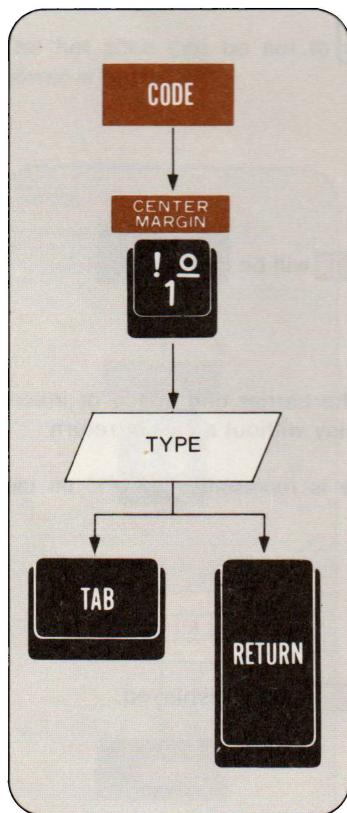 CODE
CENTER
MARGIN
! º
1
TYPE
TAB
RETURN